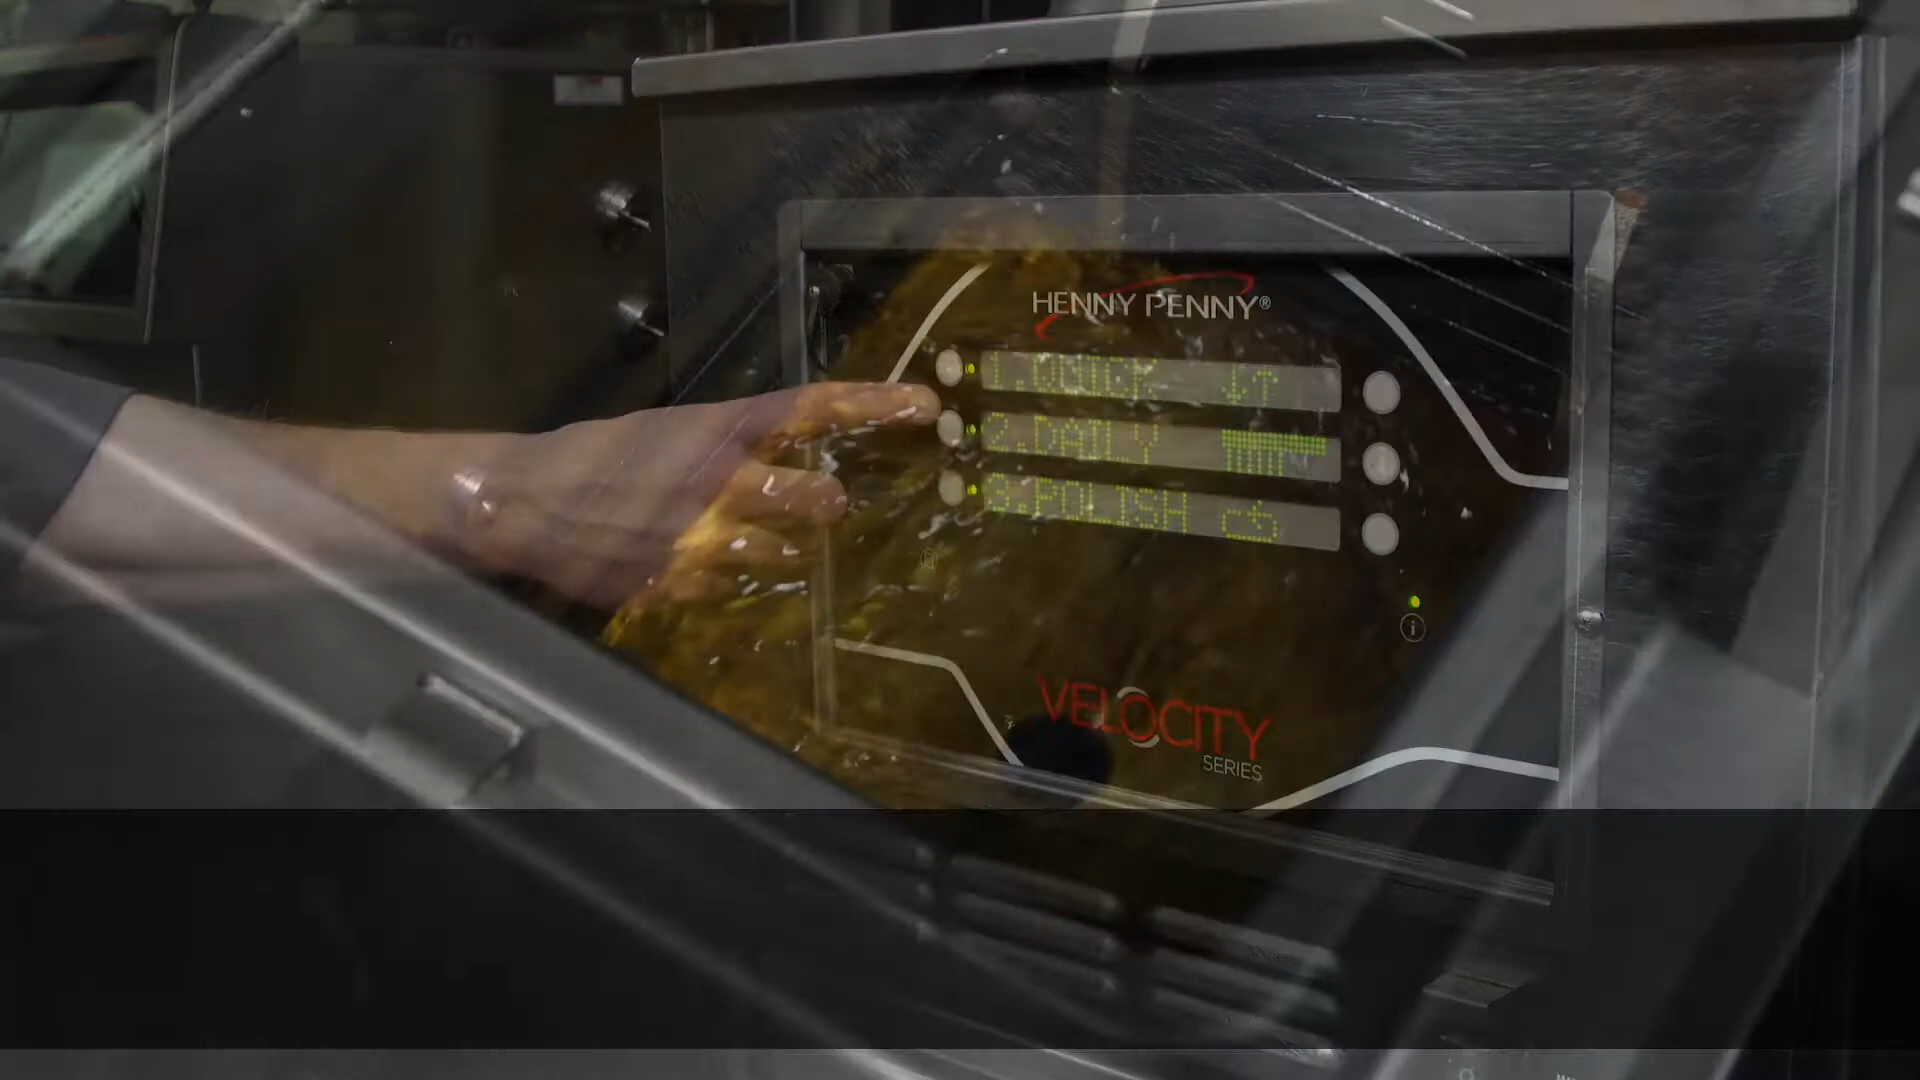 HENNY PENNY®
1.QUICK ↓↑
2.DAILY
3.POLISH
i
VELOCITY
SERIES